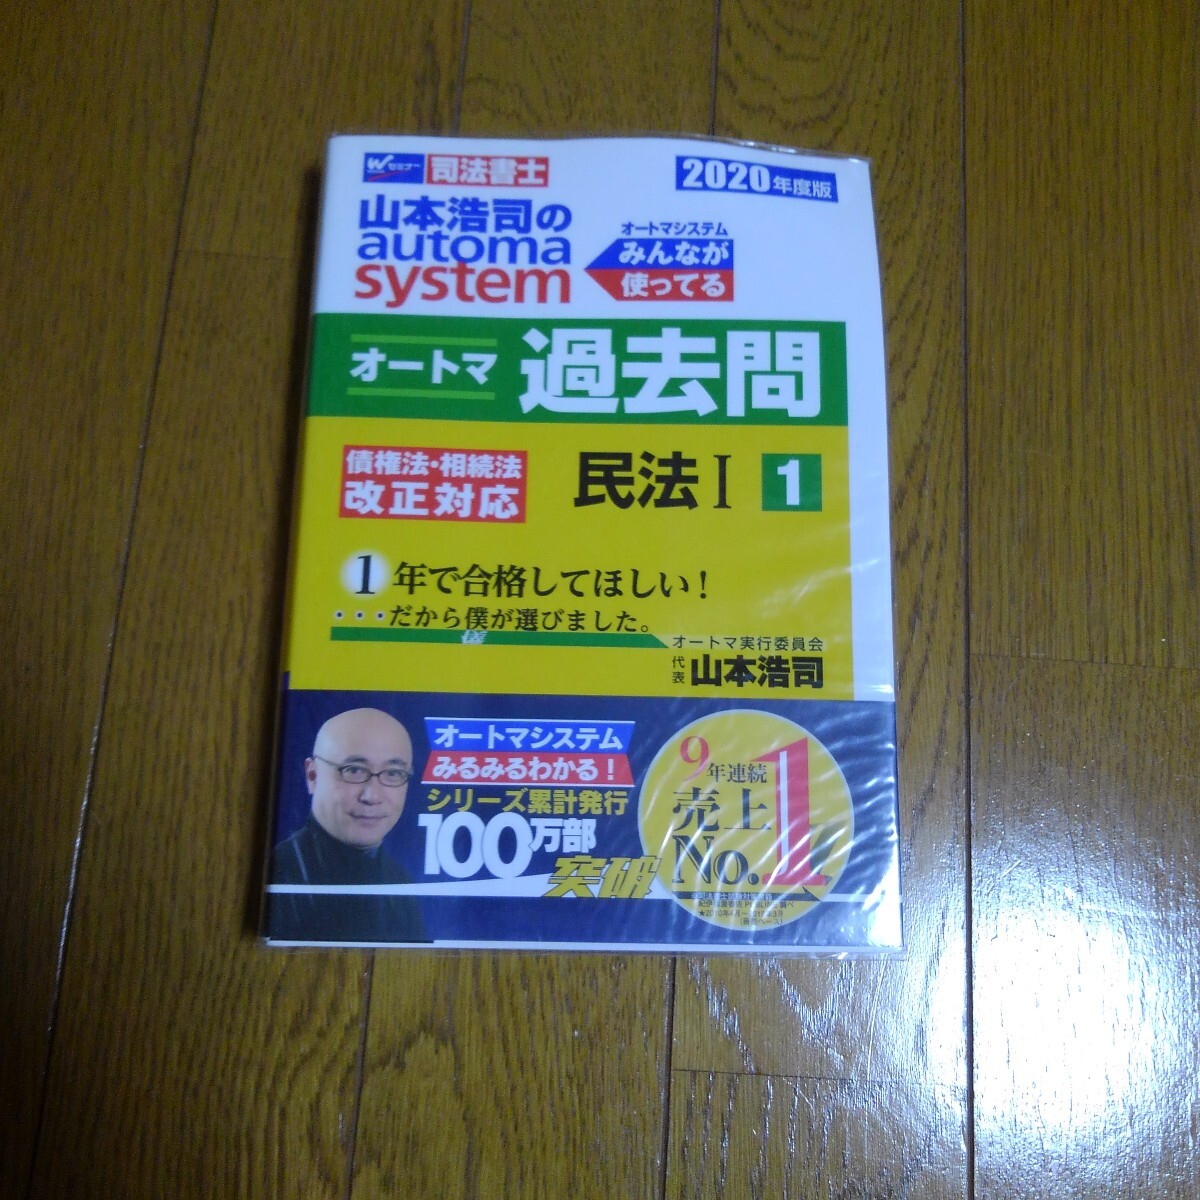 Wセミナー 司法書士
2020年度版
山本浩司の
automa
system
オートマシステム
みんなが
使ってる
オートマ 過去問
債権法・相続法
改正対応
民法 I 1
1年で合格してほしい!
・・・だから僕が選びました。
オートマ実行委員会
代表 山本浩司
オートマシステム
みるみるわかる!
シリーズ累計発行
100万部
突破
9年連続
売上
No.1